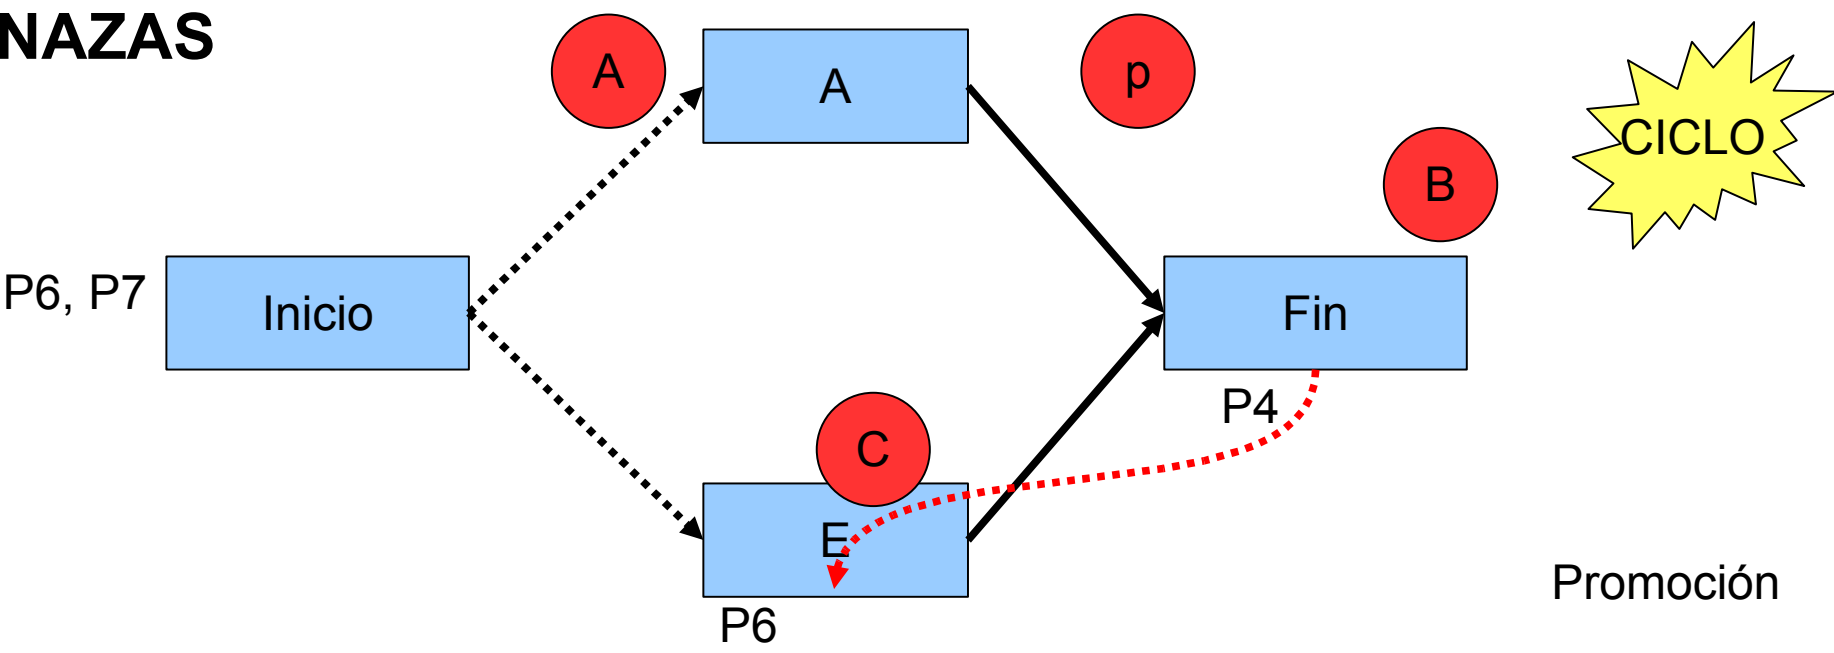 NAZAS
A
A
p
CICLO
B
P6, P7
Inicio
Fin
P4
C
E
Promoción
P6